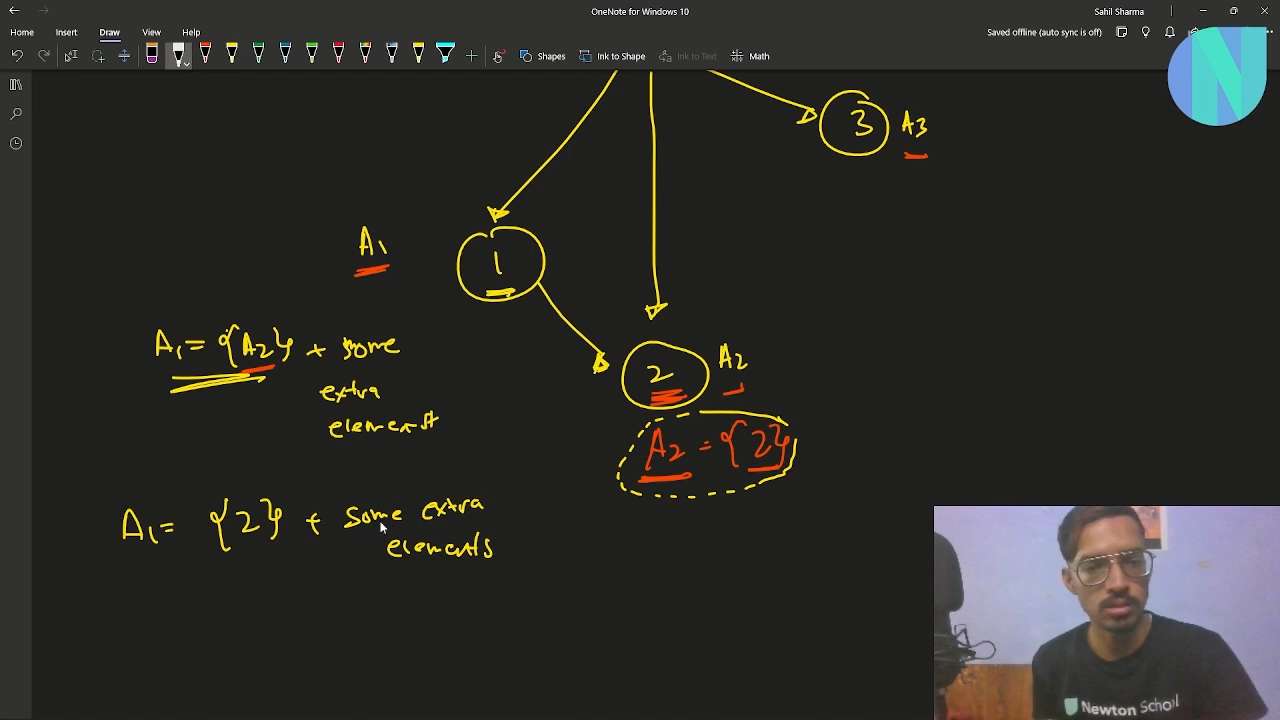 OneNote for Windows 10
Sahil Sharma
Home Insert Draw View Help
Saved offline (auto sync is off)
Shapes Ink to Shape Ink to Text Math
3 A3
A1
1
A1 = {A2} + some
extra
element
2 A2
A2 = {2}
A1 = {2} + some extra
elements
Newton School